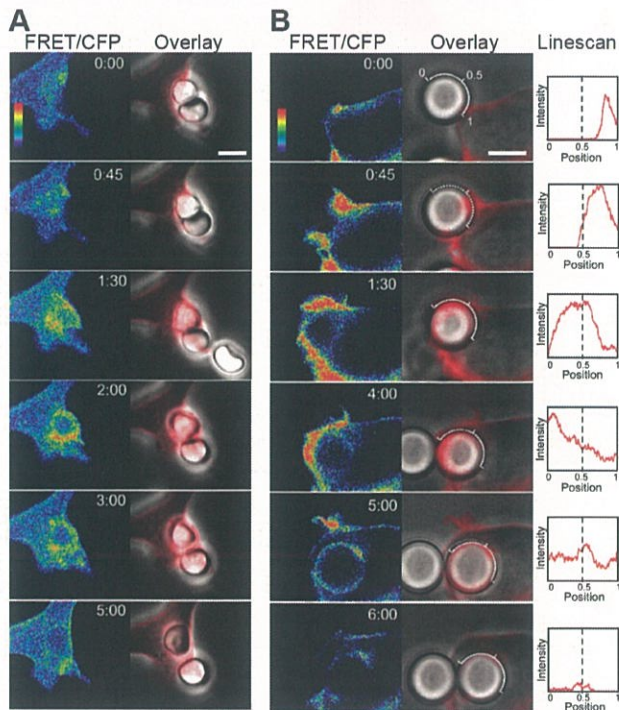 A
B
FRET/CFP Overlay
FRET/CFP Overlay Linescan
0:00
0:00
0 0.5
1
Intensity
0 0.5 1
Position
0:45
0:45
Intensity
0 0.5 1
Position
1:30
1:30
Intensity
0 0.5 1
Position
2:00
4:00
Intensity
0 0.5 1
Position
3:00
5:00
Intensity
0 0.5 1
Position
5:00
6:00
Intensity
0 0.5 1
Position